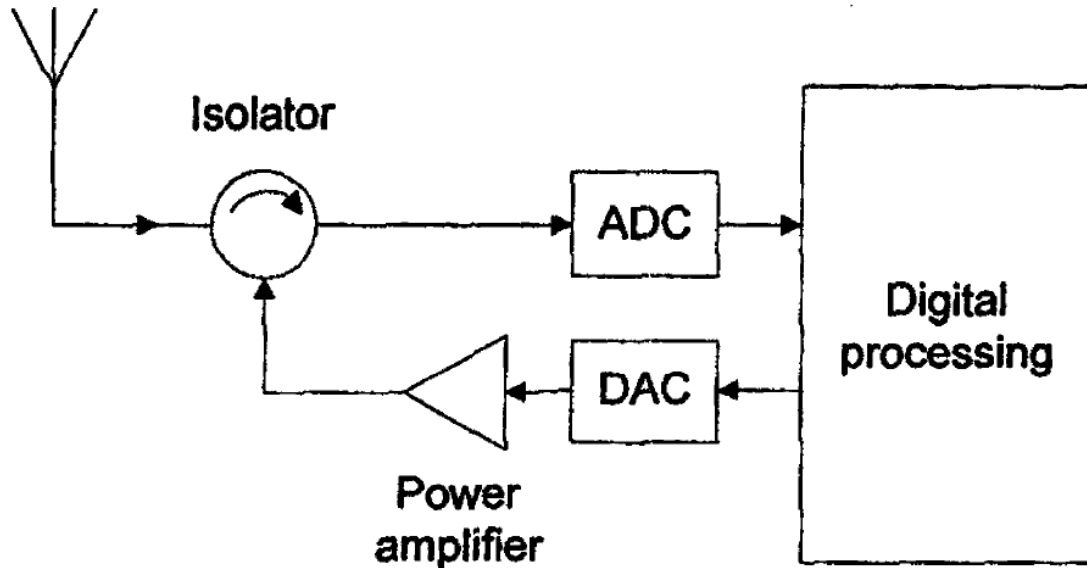 Isolator
ADC
Digital
processing
DAC
Power
amplifier